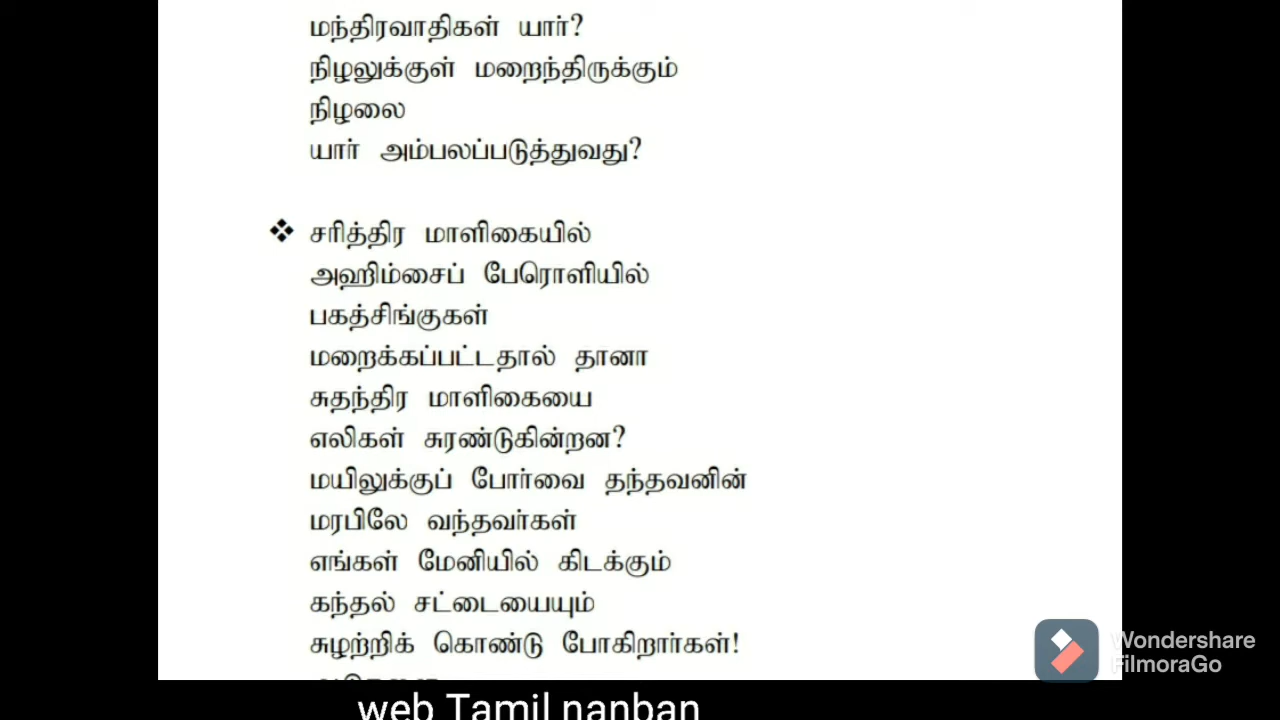 மந்திரவாதிகள் யார்?
நிழலுக்குள் மறைந்திருக்கும்
நிழலை
யார் அம்பலப்படுத்துவது?
❖ சரித்திர மாளிகையில்
அஹிம்சைப் பேரொளியில்
பகத்சிங்குகள்
மறைக்கப்பட்டதால் தானா
சுதந்திர மாளிகையை
எலிகள் சுரண்டுகின்றன?
மயிலுக்குப் போர்வை தந்தவனின்
மரபிலே வந்தவர்கள்
எங்கள் மேனியில் கிடக்கும்
கந்தல் சட்டையையும்
சுழற்றிக் கொண்டு போகிறார்கள்!
Wondershare
FilmoraGo
web Tamil nanban